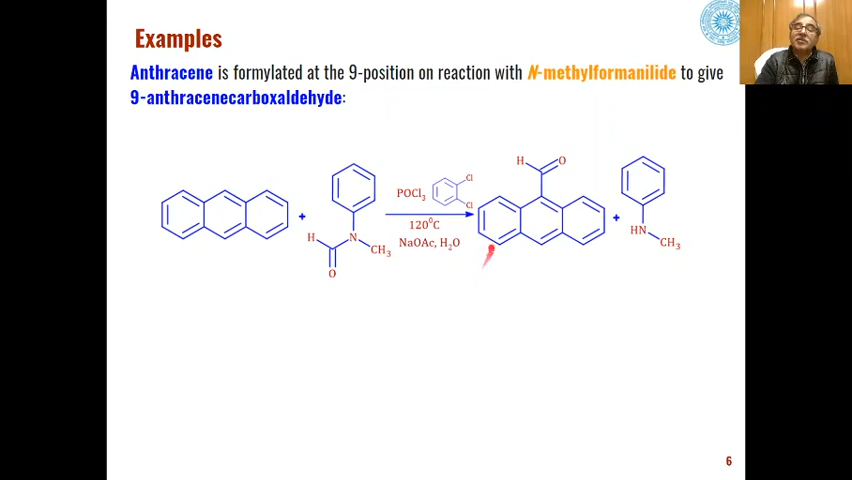 Examples
Anthracene is formylated at the 9-position on reaction with N-methylformanilide to give
9-anthracenecarboxaldehyde:
H
N
CH3
O
+
POCl3
Cl
Cl
120⁰C
NaOAc, H2O
H
O
+
HN
CH3
6